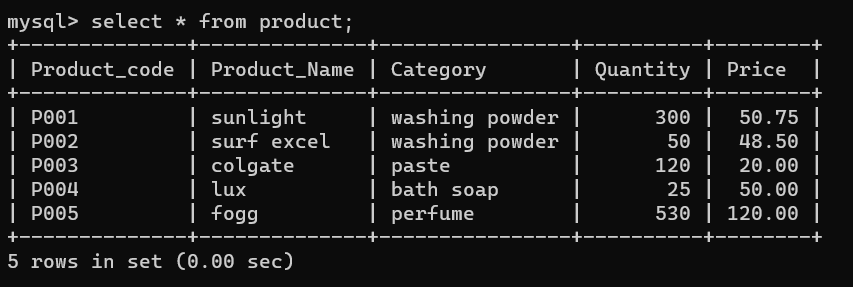 mysql> select * from product;
+--------------+--------------+----------------+----------+--------+
| Product_code | Product_Name | Category       | Quantity | Price  |
+--------------+--------------+----------------+----------+--------+
| P001         | sunlight     | washing powder |      300 |  50.75 |
| P002         | surf excel   | washing powder |       50 |  48.50 |
| P003         | colgate      | paste          |      120 |  20.00 |
| P004         | lux          | bath soap      |       25 |  50.00 |
| P005         | fogg         | perfume        |      530 | 120.00 |
+--------------+--------------+----------------+----------+--------+
5 rows in set (0.00 sec)